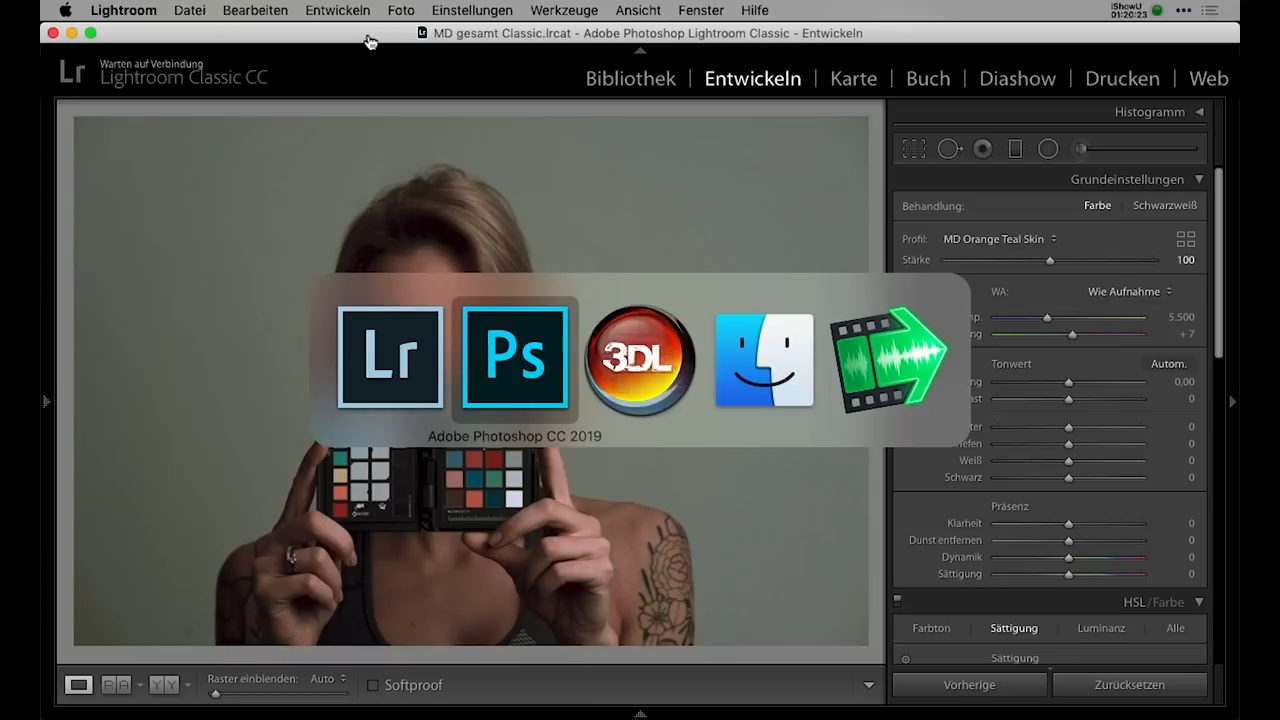 Lightroom Datei Bearbeiten Entwickeln Foto Einstellungen Werkzeuge Ansicht Fenster Hilfe
iShowU
01:20:23
Lr MD gesamt Classic.lrcat - Adobe Photoshop Lightroom Classic - Entwickeln
Lr
Warten auf Verbindung
Lightroom Classic CC
Bibliothek | Entwickeln | Karte | Buch | Diashow | Drucken | Web
Histogramm
Grundeinstellungen
Behandlung: Farbe Schwarzweiß
Profil: MD Orange Teal Skin
Stärke 100
WA: Wie Aufnahme
5.500
+ 7
Tonwert Autom.
0,00
0
0
0
Weiß 0
Schwarz 0
Präsenz
Klarheit 0
Dunst entfernen 0
Dynamik 0
Sättigung 0
HSL / Farbe
Farbton Sättigung Luminanz Alle
Sättigung
Vorherige Zurücksetzen
Lr Ps 3DL
Adobe Photoshop CC 2019
R A Y Y Raster einblenden: Auto Softproof